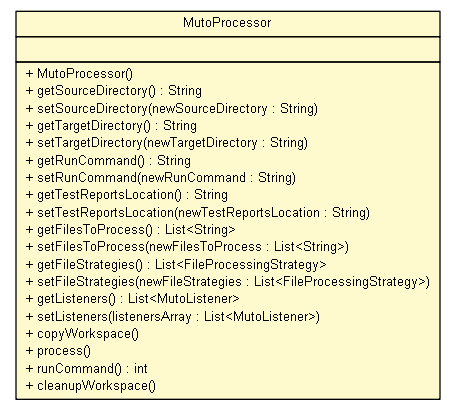 MutoProcessor
+ MutoProcessor()
+ getSourceDirectory() : String
+ setSourceDirectory(newSourceDirectory : String)
+ getTargetDirectory() : String
+ setTargetDirectory(newTargetDirectory : String)
+ getRunCommand() : String
+ setRunCommand(newRunCommand : String)
+ getTestReportsLocation() : String
+ setTestReportsLocation(newTestReportsLocation : String)
+ getFilesToProcess() : List<String>
+ setFilesToProcess(newFilesToProcess : List<String>)
+ getFileStrategies() : List<FileProcessingStrategy>
+ setFileStrategies(newFileStrategies : List<FileProcessingStrategy>)
+ getListeners() : List<MutoListener>
+ setListeners(listenersArray : List<MutoListener>)
+ copyWorkspace()
+ process()
+ runCommand() : int
+ cleanupWorkspace()